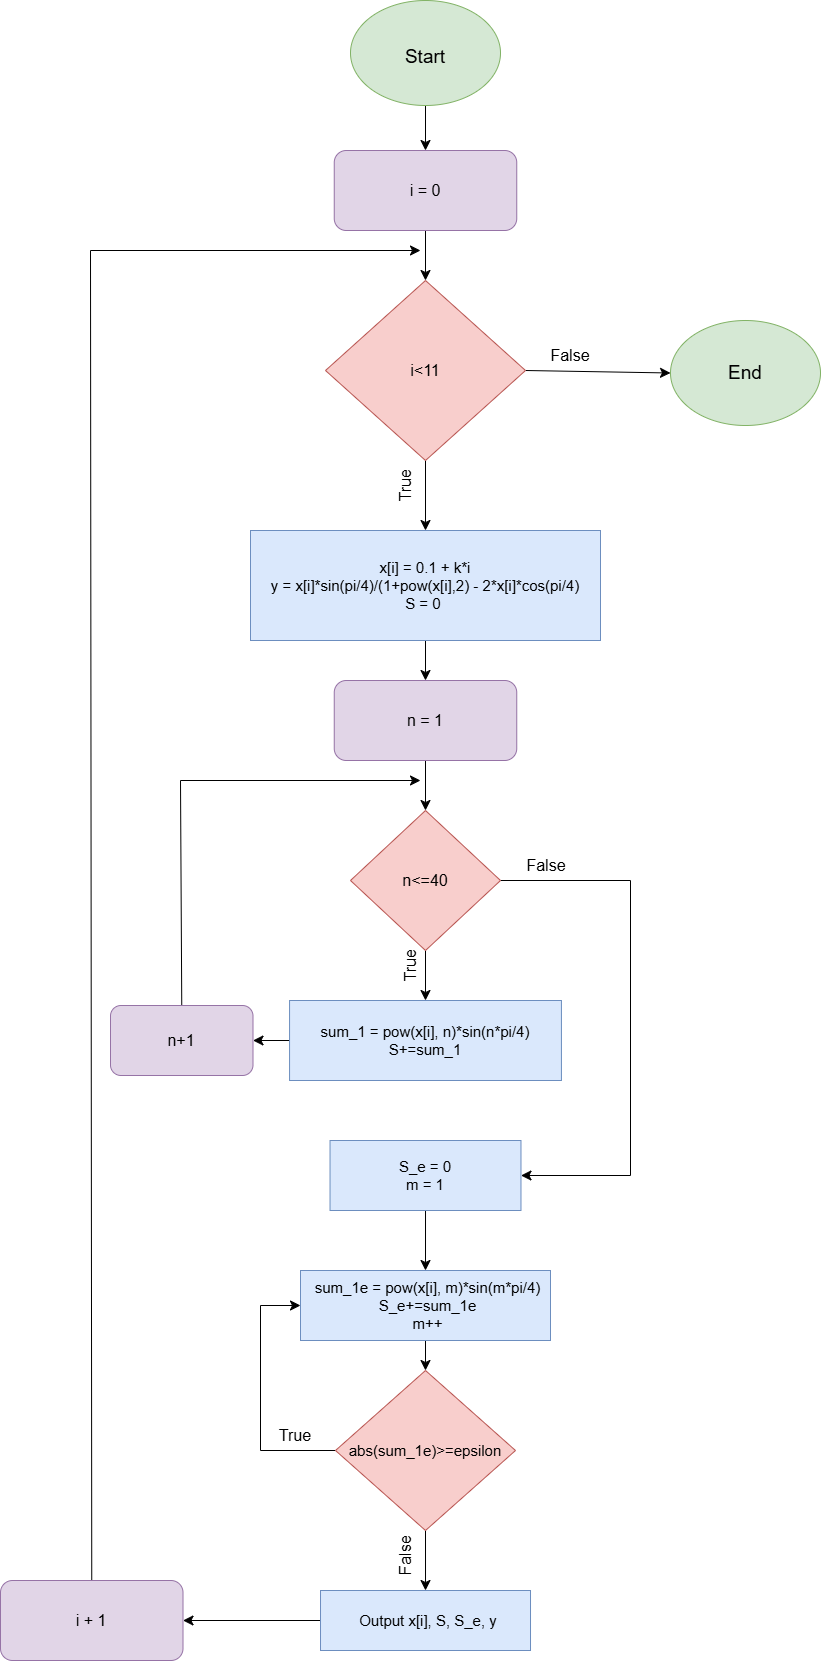 Start
i = 0
i<11
False
End
True
x[i] = 0.1 + k*i
y = x[i]*sin(pi/4)/(1+pow(x[i],2) - 2*x[i]*cos(pi/4)
S = 0
n = 1
n<=40
False
True
sum_1 = pow(x[i], n)*sin(n*pi/4)
S+=sum_1
n+1
S_e = 0
m = 1
sum_1e = pow(x[i], m)*sin(m*pi/4)
S_e+=sum_1e
m++
abs(sum_1e)>=epsilon
True
False
Output x[i], S, S_e, y
i + 1